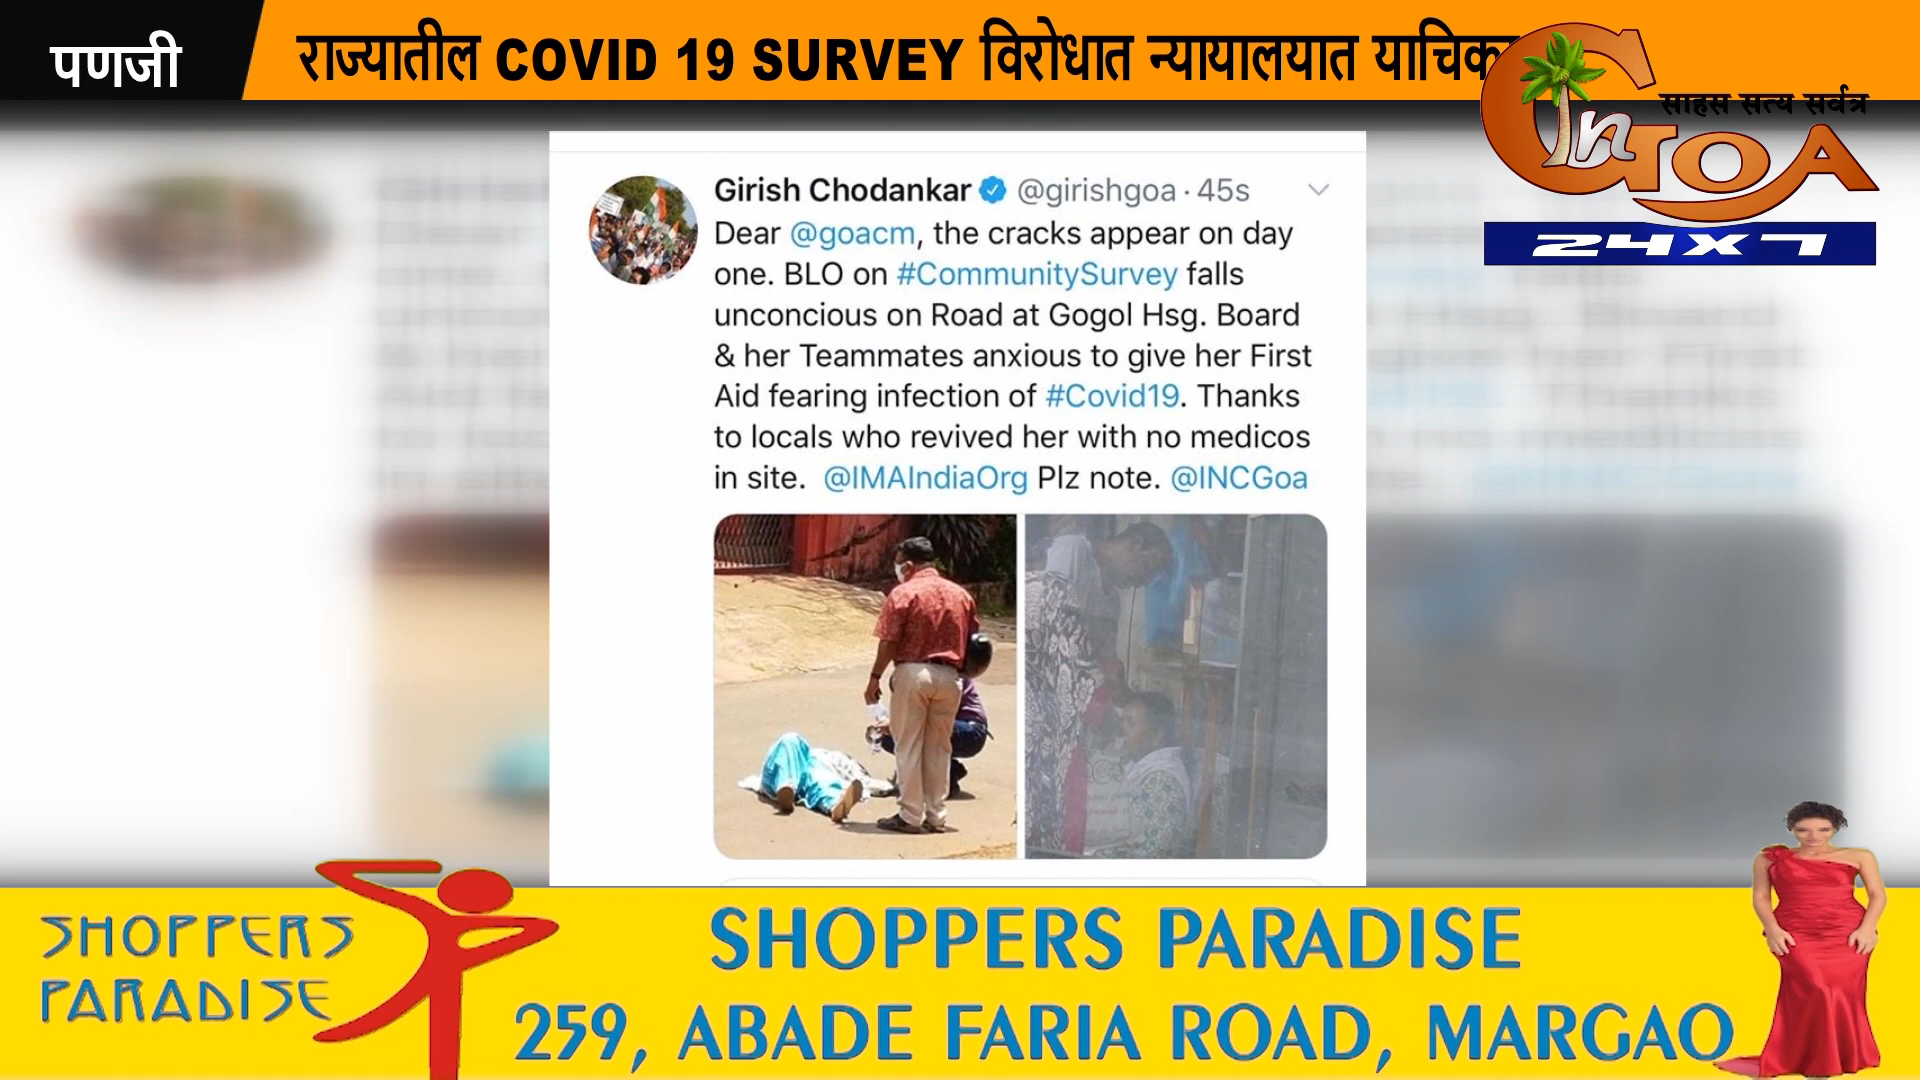 पणजी
राज्यातील COVID 19 SURVEY विरोधात न्यायालयात याचिका
साहस सत्य सर्वत्र
In GOA
24X7
Girish Chodankar @girishgoa · 45s
Dear @goacm, the cracks appear on day
one. BLO on #CommunitySurvey falls
unconcious on Road at Gogol Hsg. Board
& her Teammates anxious to give her First
Aid fearing infection of #Covid19. Thanks
to locals who revived her with no medicos
in site. @IMAIndiaOrg Plz note. @INCGoa
SHOPPERS
PARADISE
SHOPPERS PARADISE
259, ABADE FARIA ROAD, MARGAO